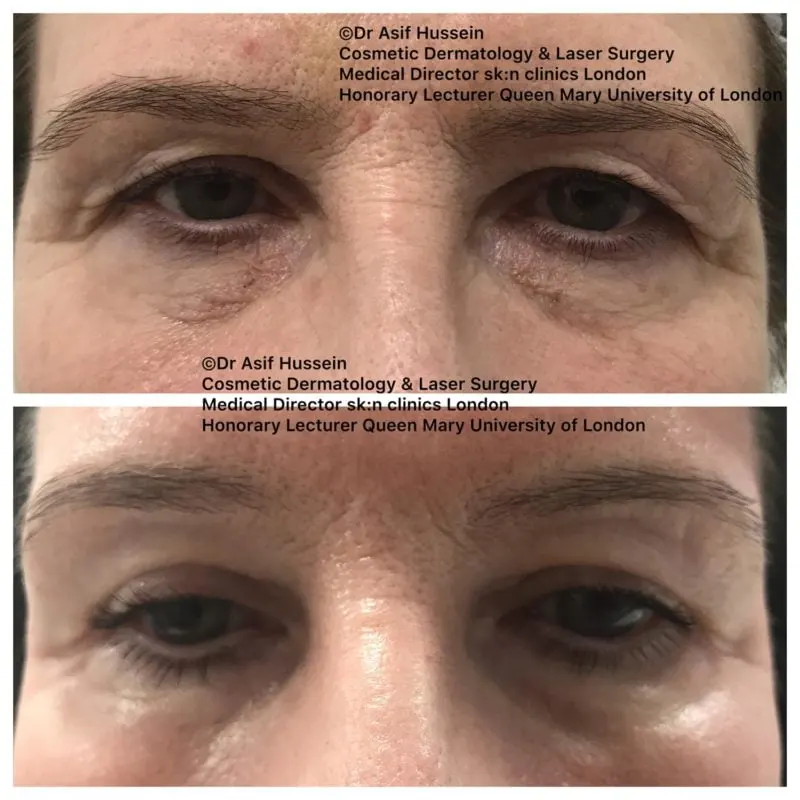 ©Dr Asif Hussein
Cosmetic Dermatology & Laser Surgery
Medical Director sk:n clinics London
Honorary Lecturer Queen Mary University of London
©Dr Asif Hussein
Cosmetic Dermatology & Laser Surgery
Medical Director sk:n clinics London
Honorary Lecturer Queen Mary University of London